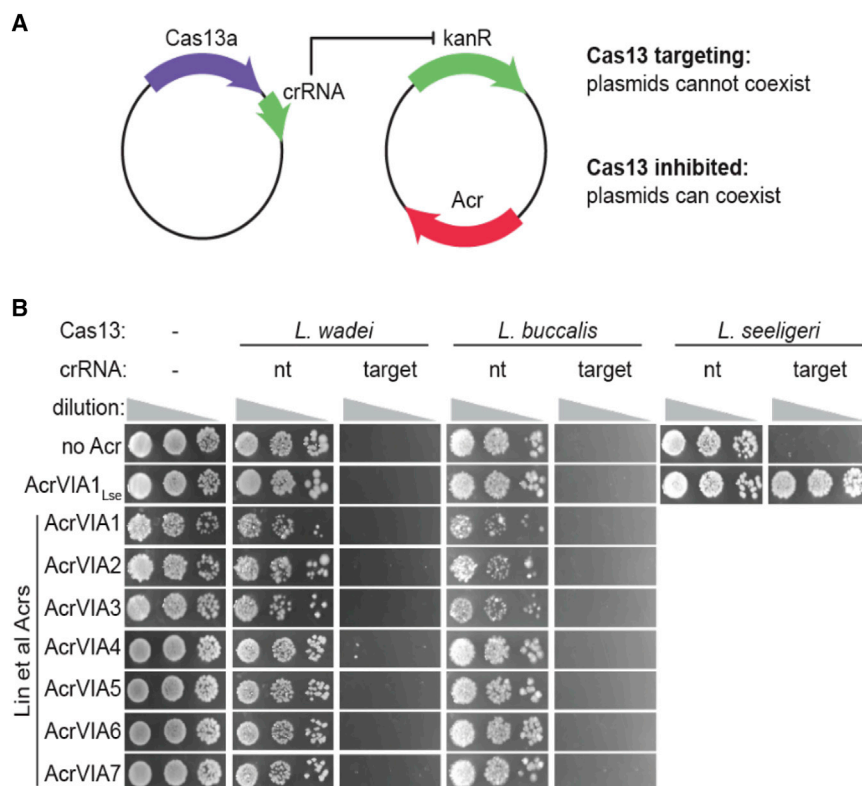 A
Cas13a
crRNA
kanR
Acr
Cas13 targeting:
plasmids cannot coexist
Cas13 inhibited:
plasmids can coexist
B
Cas13: - L. wadei L. buccalis L. seeligeri
crRNA: - nt target nt target nt target
dilution:
no Acr
AcrVIA1Lse
Lin et al Acrs
AcrVIA1
AcrVIA2
AcrVIA3
AcrVIA4
AcrVIA5
AcrVIA6
AcrVIA7